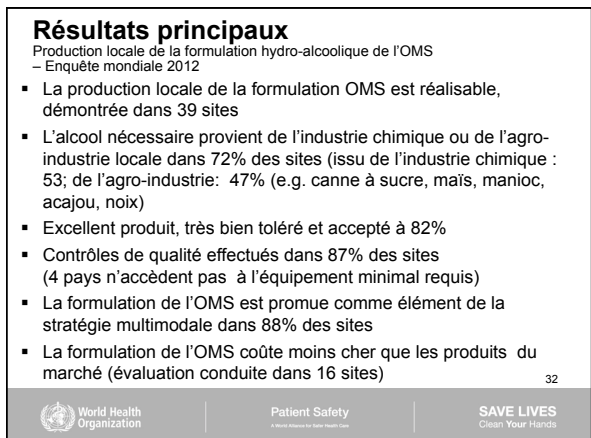 Résultats principaux
Production locale de la formulation hydro-alcoolique de l’OMS
– Enquête mondiale 2012
▪ La production locale de la formulation OMS est réalisable,
démontrée dans 39 sites
▪ L’alcool nécessaire provient de l’industrie chimique ou de l’agro-
industrie locale dans 72% des sites (issu de l’industrie chimique :
53; de l’agro-industrie: 47% (e.g. canne à sucre, maïs, manioc,
acajou, noix)
▪ Excellent produit, très bien toléré et accepté à 82%
▪ Contrôles de qualité effectués dans 87% des sites
(4 pays n’accèdent pas à l’équipement minimal requis)
▪ La formulation de l’OMS est promue comme élément de la
stratégie multimodale dans 88% des sites
▪ La formulation de l’OMS coûte moins cher que les produits du
marché (évaluation conduite dans 16 sites)
32
World Health
Organization
Patient Safety
A World Alliance for Safer Health Care
SAVE LIVES
Clean Your Hands